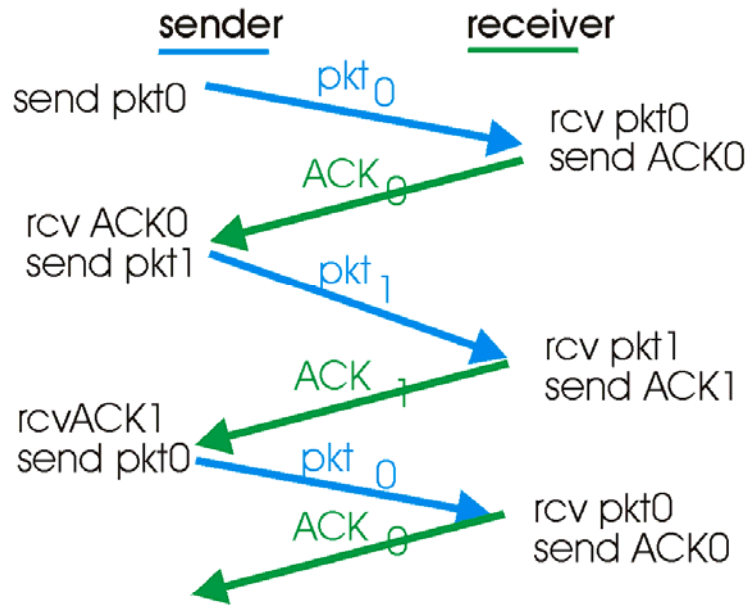 sender receiver
send pkt0
pkt0
rcv pkt0
send ACK0
ACK0
rcv ACK0
send pkt1
pkt1
rcv pkt1
send ACK1
ACK1
rcvACK1
send pkt0
pkt0
rcv pkt0
send ACK0
ACK0